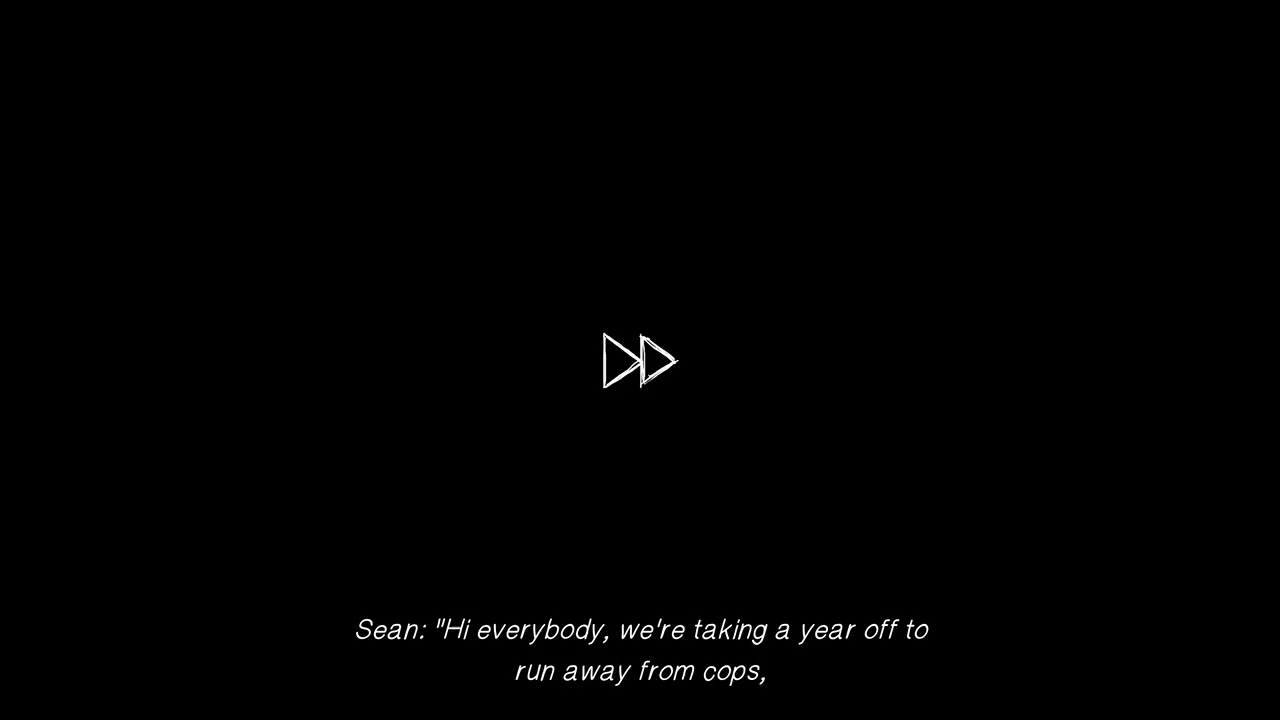 Sean: "Hi everybody, we're taking a year off to
run away from cops,